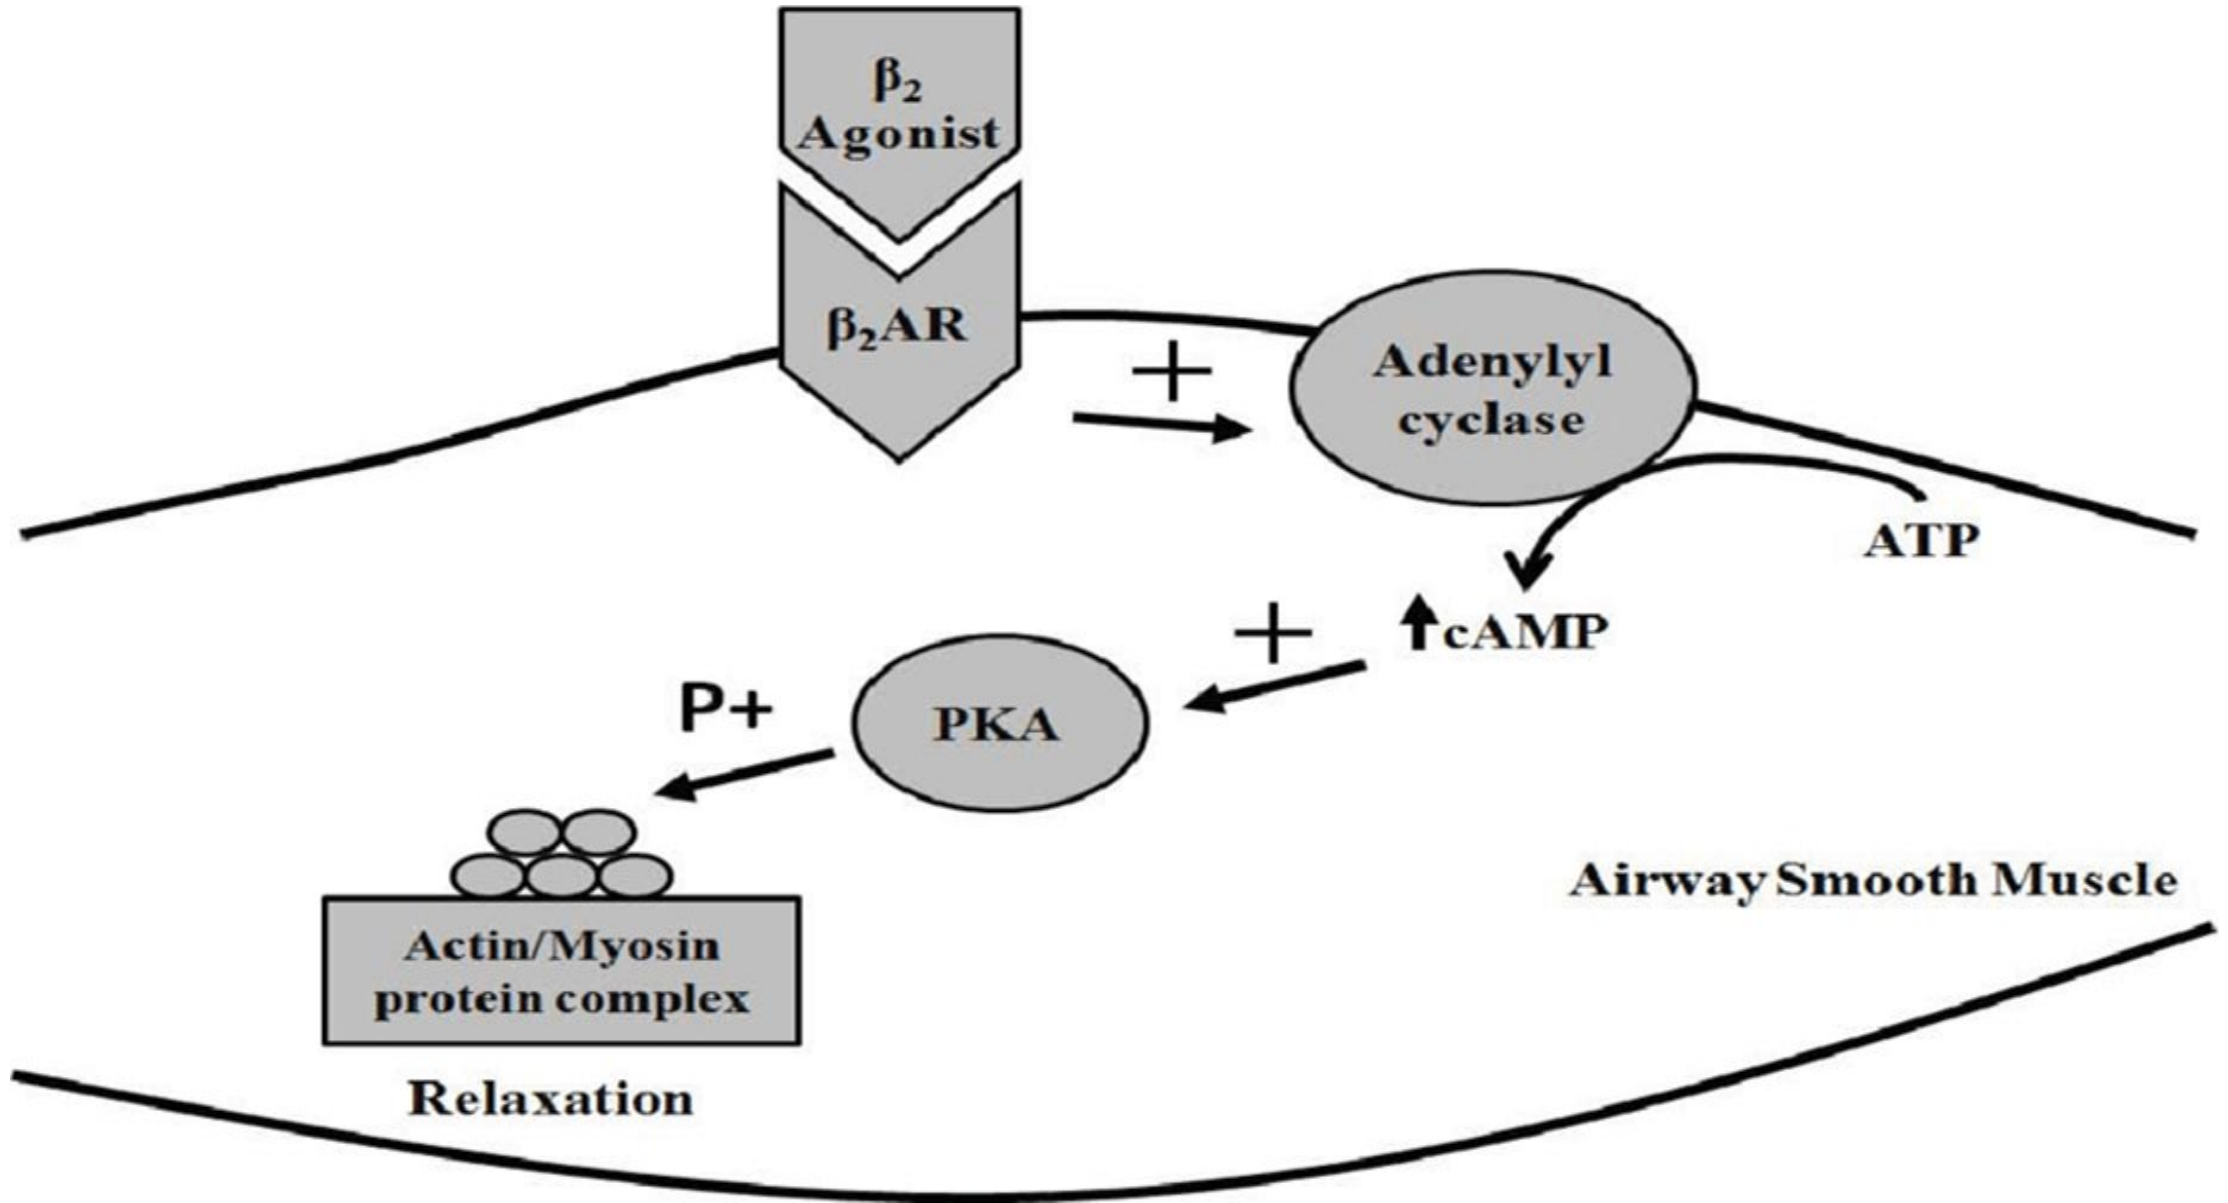 β₂
Agonist
β₂AR
+
Adenylyl
cyclase
ATP
+
↑cAMP
P+
PKA
Airway Smooth Muscle
Actin/Myosin
protein complex
Relaxation